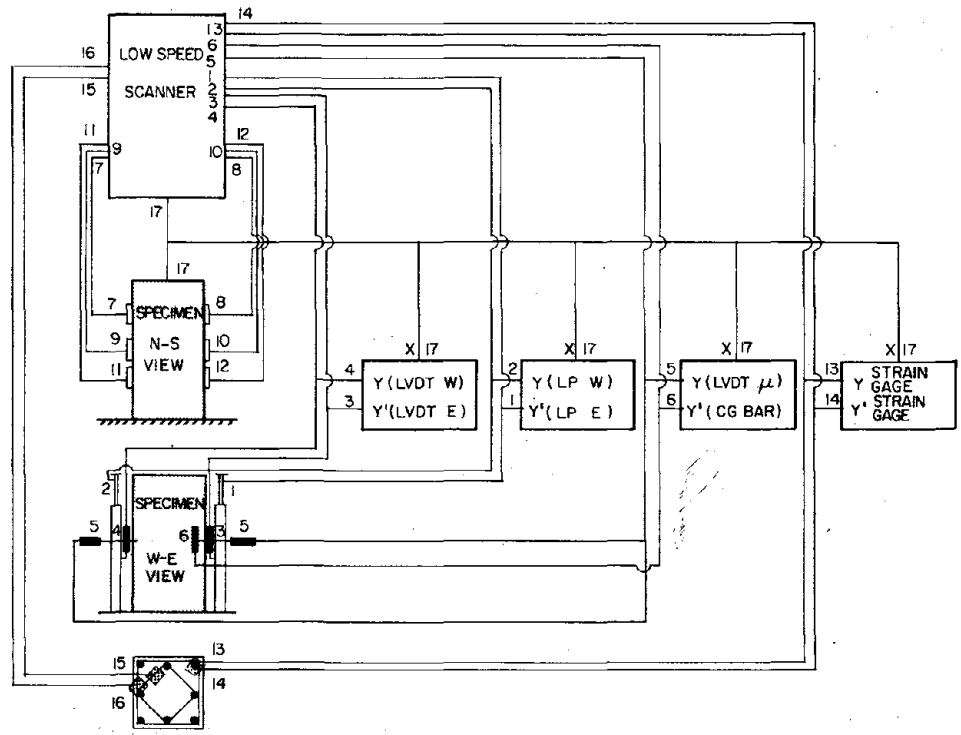 14
13
6
5
16
LOW SPEED
1
2
15
SCANNER
3
4
11
12
9
10
7
8
17
17
7
SPECIMEN
8
9
N-S
10
VIEW
11
12
X 17
X 17
X 17
X 17
4
Y (LVDT W)
3
Y' (LVDT E)
2
Y (LP W)
1
Y' (LP E)
5
Y (LVDT μ)
6
Y' (CG BAR)
13
Y STRAIN GAGE
14
Y' STRAIN GAGE
2
1
SPECIMEN
5
4
6
3
5
W-E
VIEW
15
13
16
14